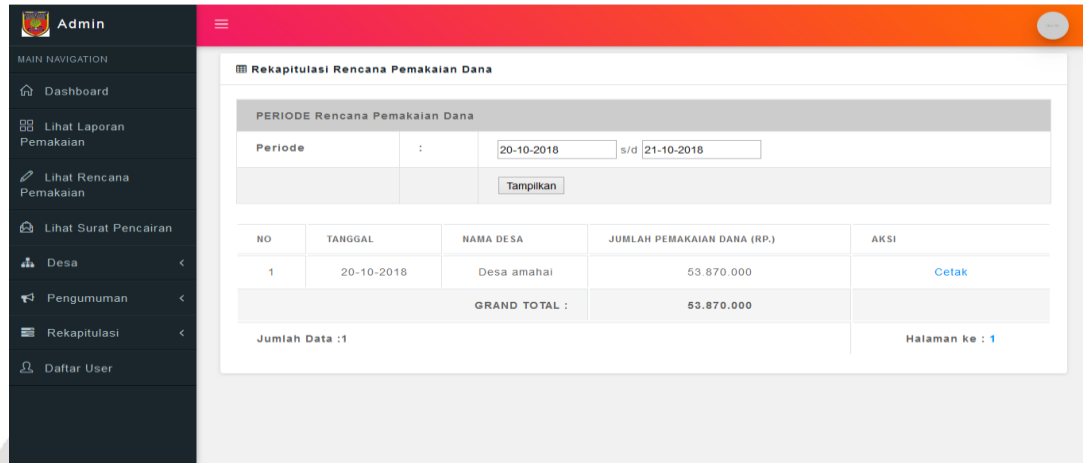 Admin
MAIN NAVIGATION
Dashboard
Lihat Laporan
Pemakaian
Lihat Rencana
Pemakaian
Lihat Surat Pencairan
Desa
Pengumuman
Rekapitulasi
Daftar User
Rekapitulasi Rencana Pemakaian Dana
PERIODE Rencana Pemakaian Dana
Periode : 20-10-2018 s/d 21-10-2018
Tampilkan
NO TANGGAL NAMA DESA JUMLAH PEMAKAIAN DANA (RP.) AKSI
1 20-10-2018 Desa amahai 53.870.000 Cetak
GRAND TOTAL : 53.870.000
Jumlah Data :1 Halaman ke : 1